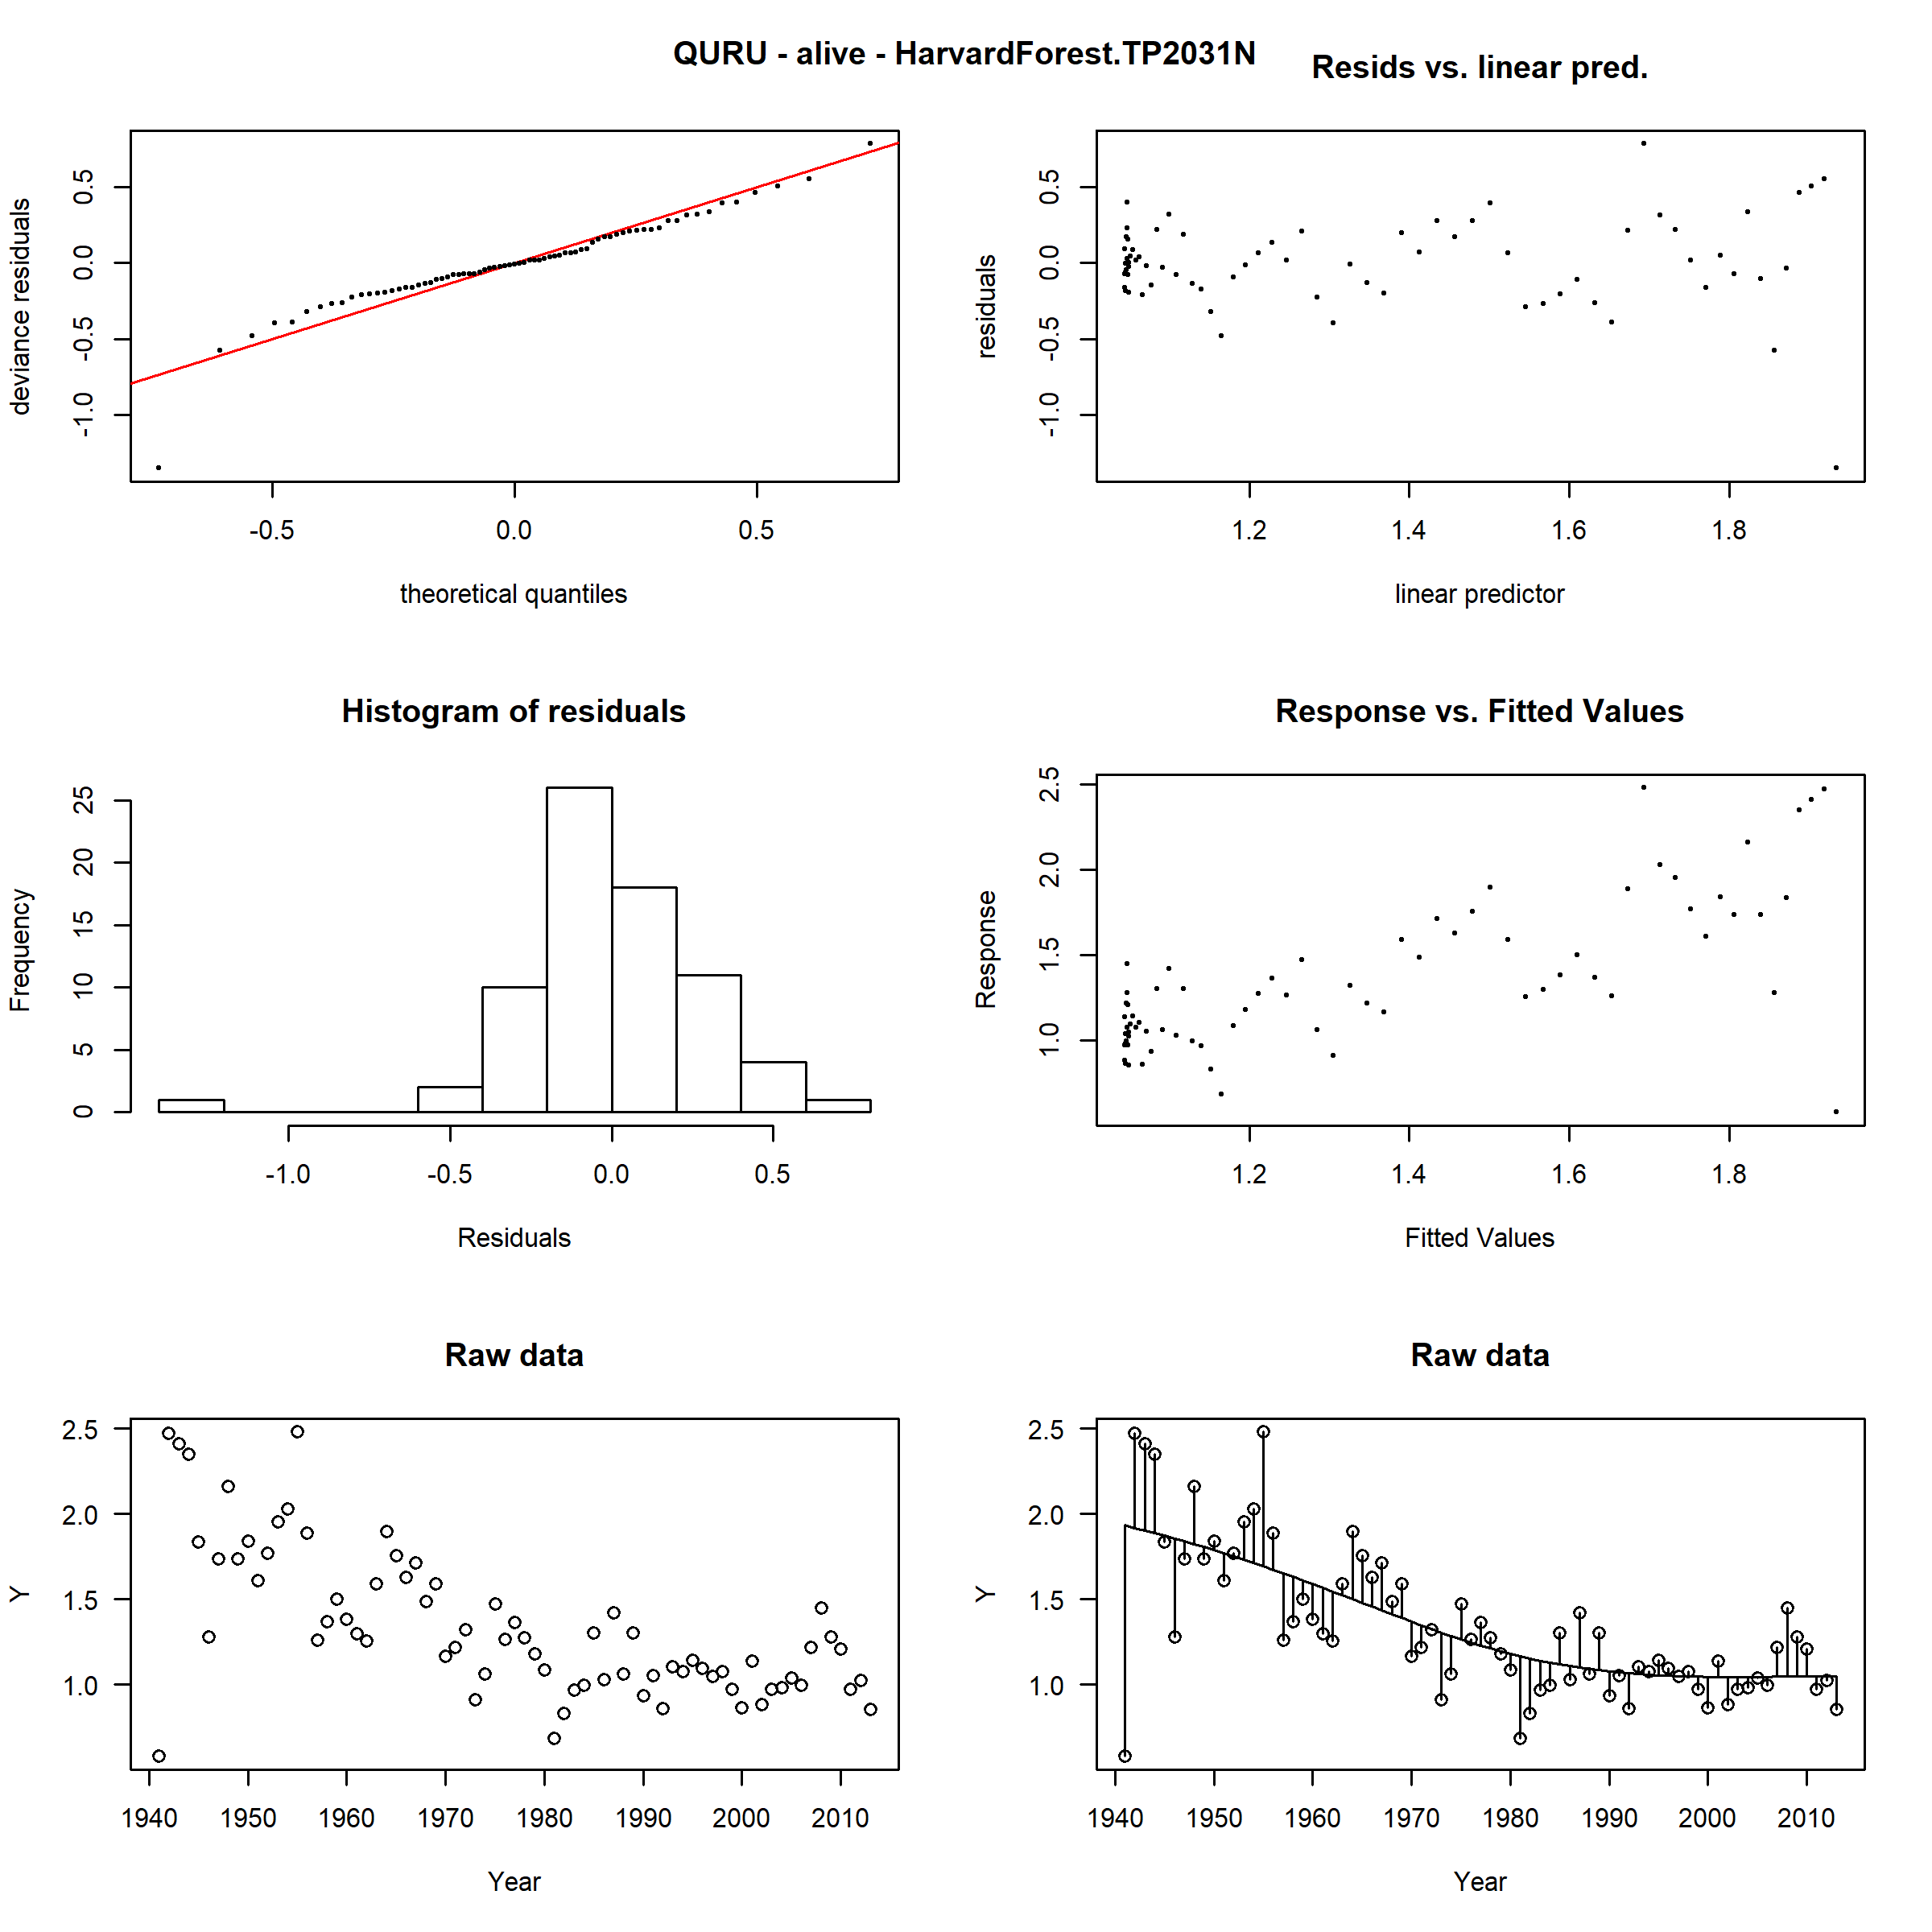 QURU - alive - HarvardForest.TP2031N
Resids vs. linear pred.
deviance residuals
0.5
0.0
-0.5
-1.0
-0.5 0.0 0.5
theoretical quantiles
residuals
0.5
0.0
-0.5
-1.0
1.2 1.4 1.6 1.8
linear predictor
Histogram of residuals
Frequency
25
20
15
10
5
0
-1.0 -0.5 0.0 0.5
Residuals
Response vs. Fitted Values
Response
2.5
2.0
1.5
1.0
1.2 1.4 1.6 1.8
Fitted Values
Raw data
Y
2.5
2.0
1.5
1.0
1940 1950 1960 1970 1980 1990 2000 2010
Year
Raw data
Y
2.5
2.0
1.5
1.0
1940 1950 1960 1970 1980 1990 2000 2010
Year